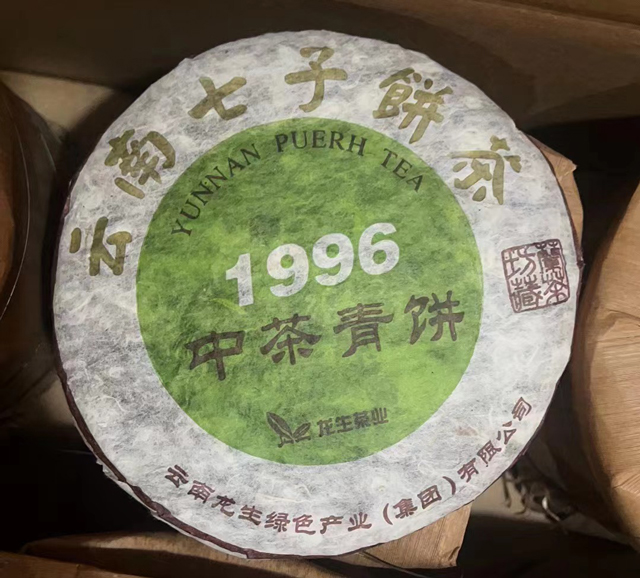 云南七子餅茶
YUNNAN PUERH TEA
1996
中茶青饼
龙生茶业
云南龙生绿色产业（集团）有限公司